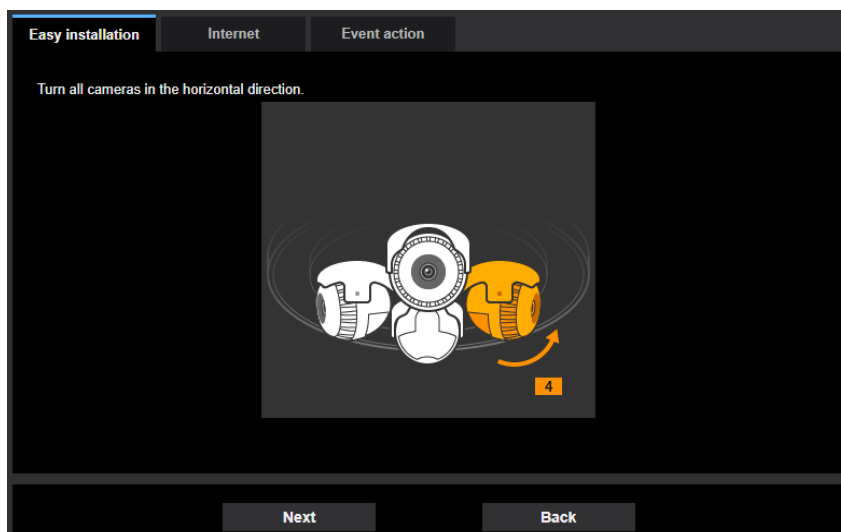 Easy installation
Internet
Event action
Turn all cameras in the horizontal direction.
4
Next
Back